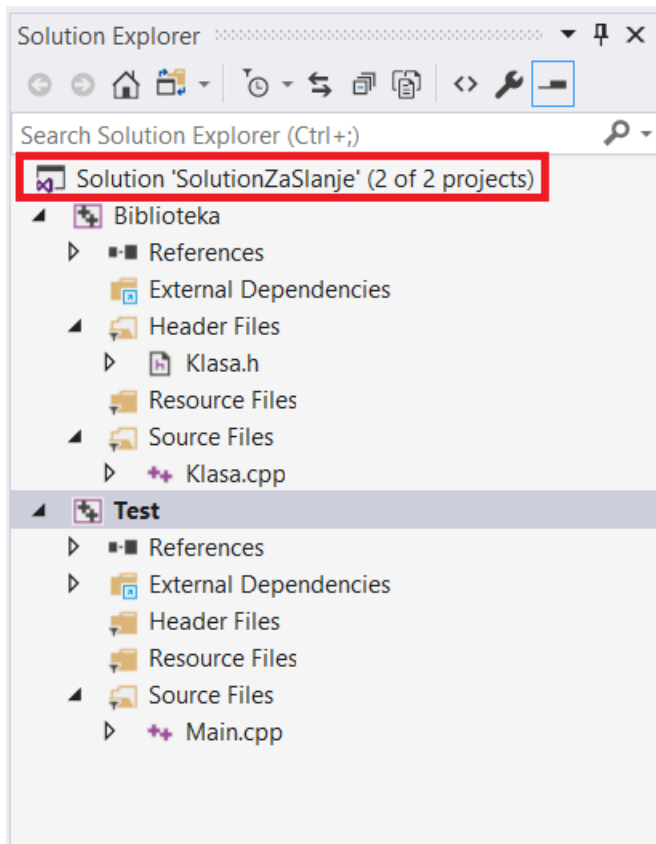 Solution Explorer
Search Solution Explorer (Ctrl+;)
Solution 'SolutionZaSlanje' (2 of 2 projects)
Biblioteka
References
External Dependencies
Header Files
Klasa.h
Resource Files
Source Files
Klasa.cpp
Test
References
External Dependencies
Header Files
Resource Files
Source Files
Main.cpp